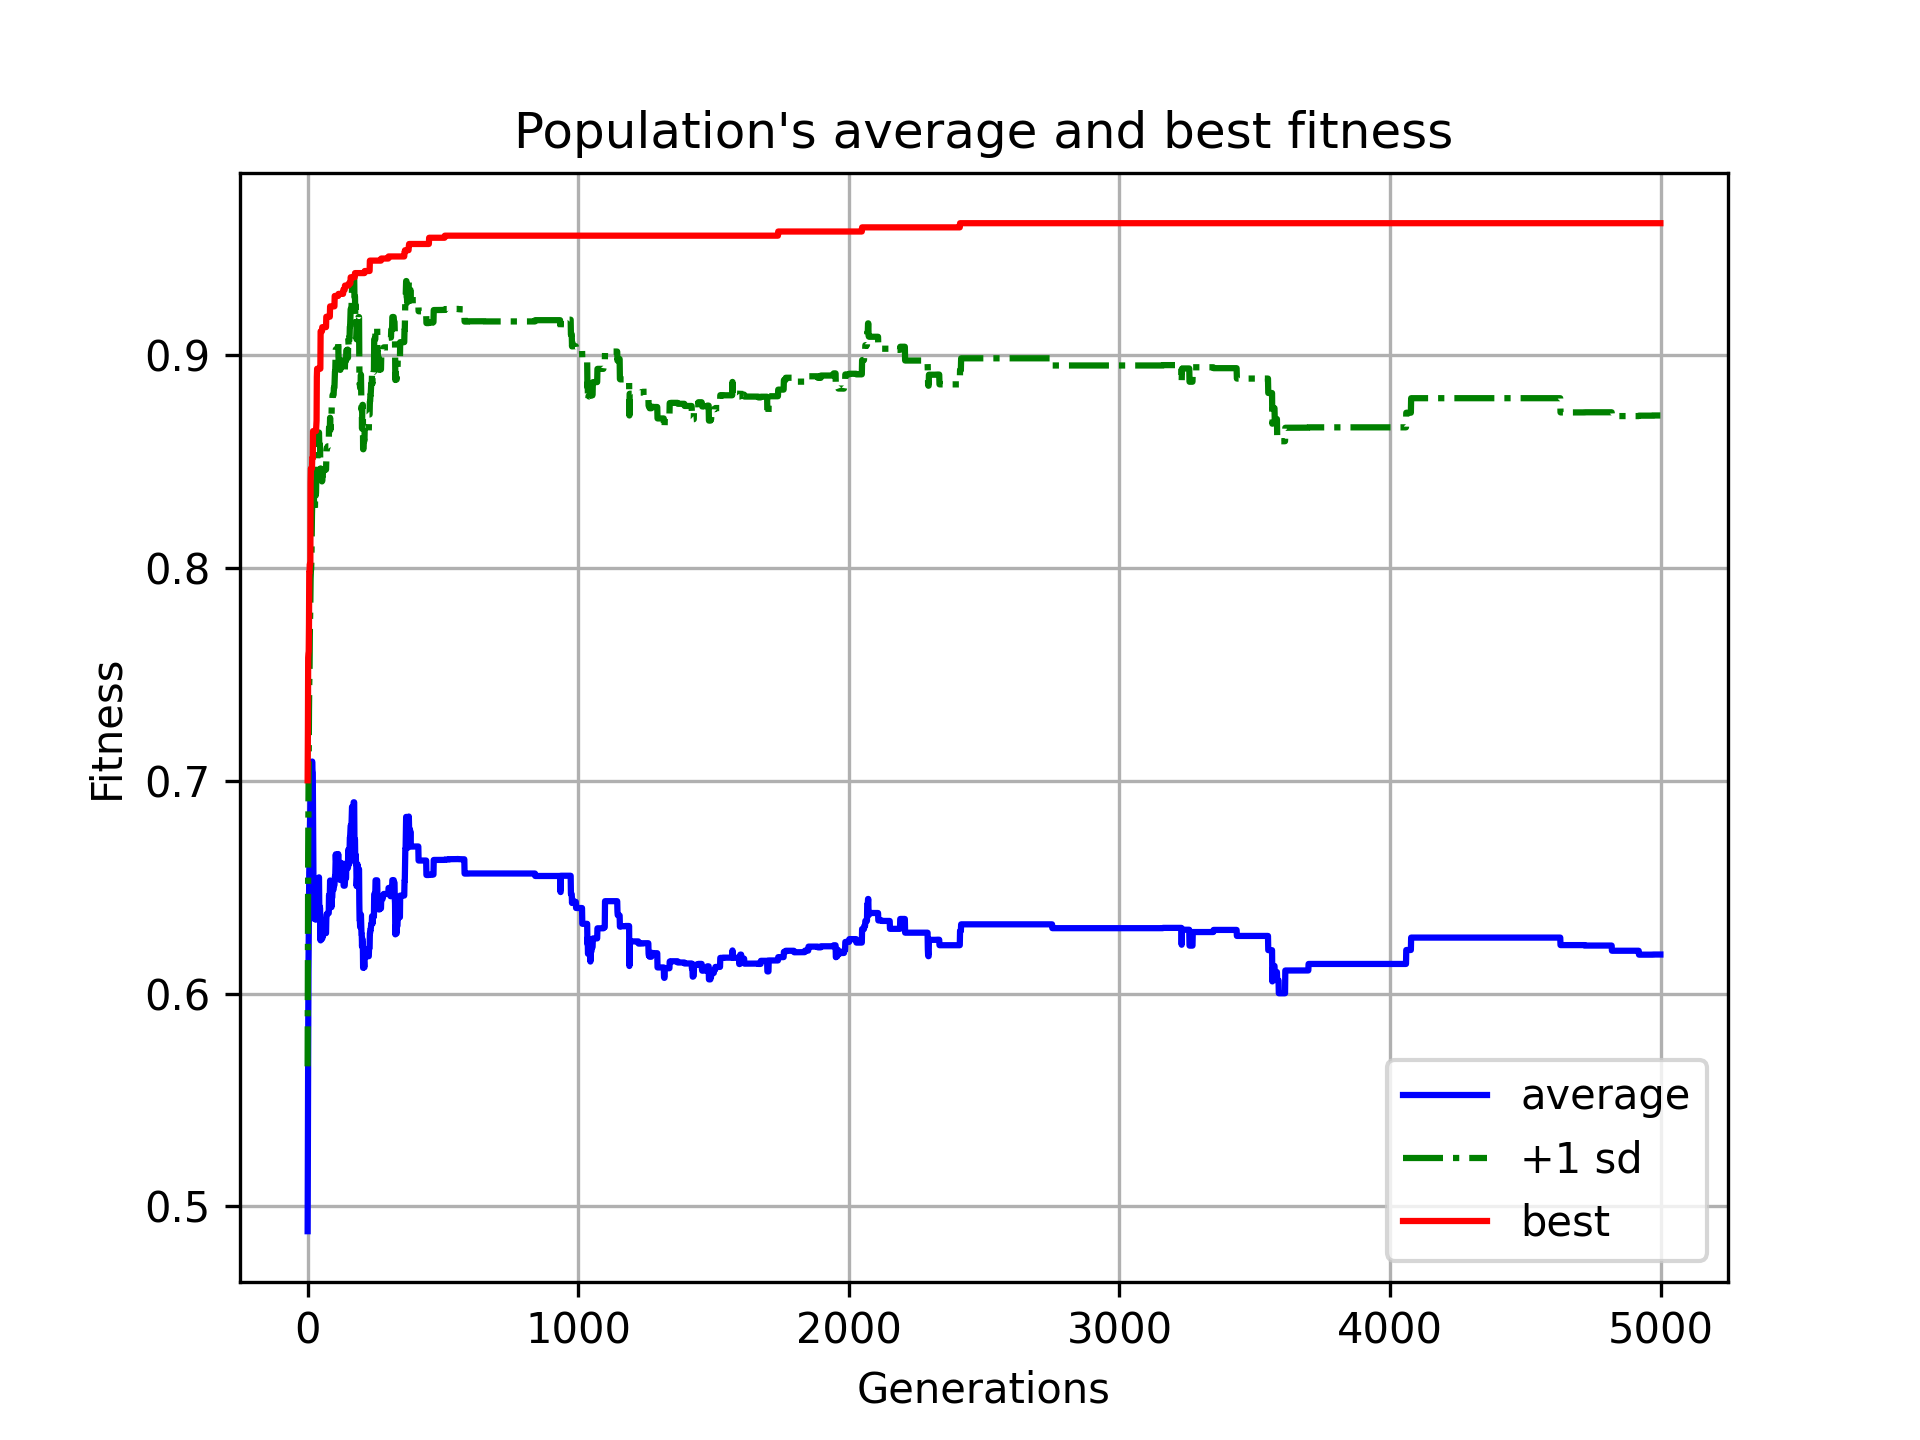 Population's average and best fitness
Fitness
0.9
0.8
0.7
0.6
0.5
0
1000
2000
3000
4000
5000
Generations
average
+1 sd
best